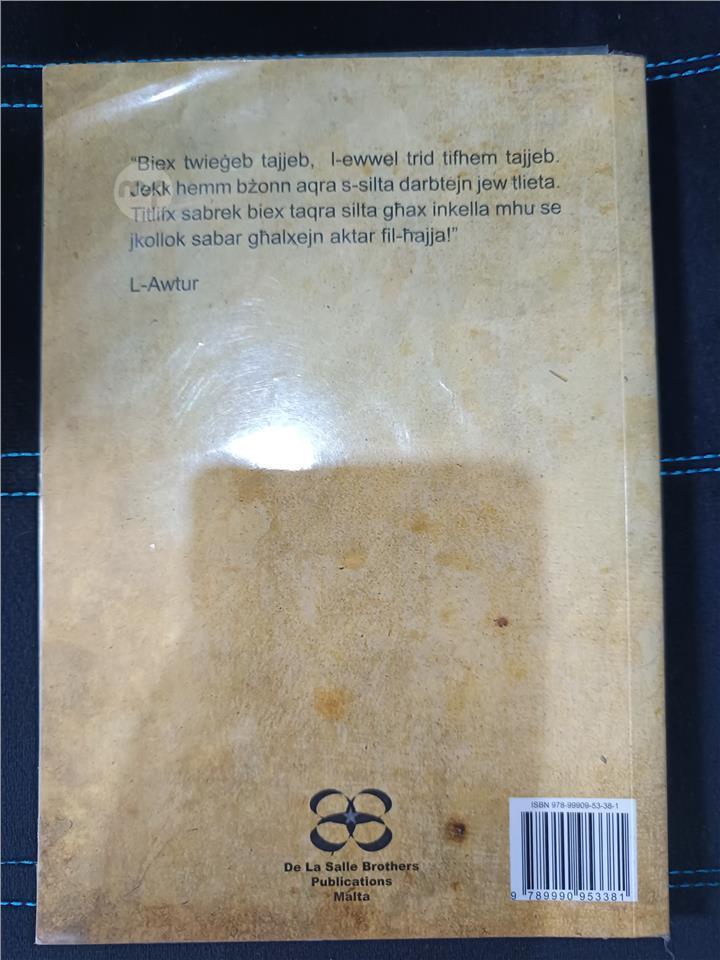 “Biex twieġeb tajjeb, l-ewwel trid tifhem tajjeb.
Jekk hemm bżonn aqra s-silta darbtejn jew tlieta.
Titlifx sabrek biex taqra silta għax inkella mhu se
jkollok sabar għalxejn aktar fil-ħajja!”
L-Awtur
De La Salle Brothers
Publications
Malta
ISBN 978-99909-53-38-1
9 789990 953381